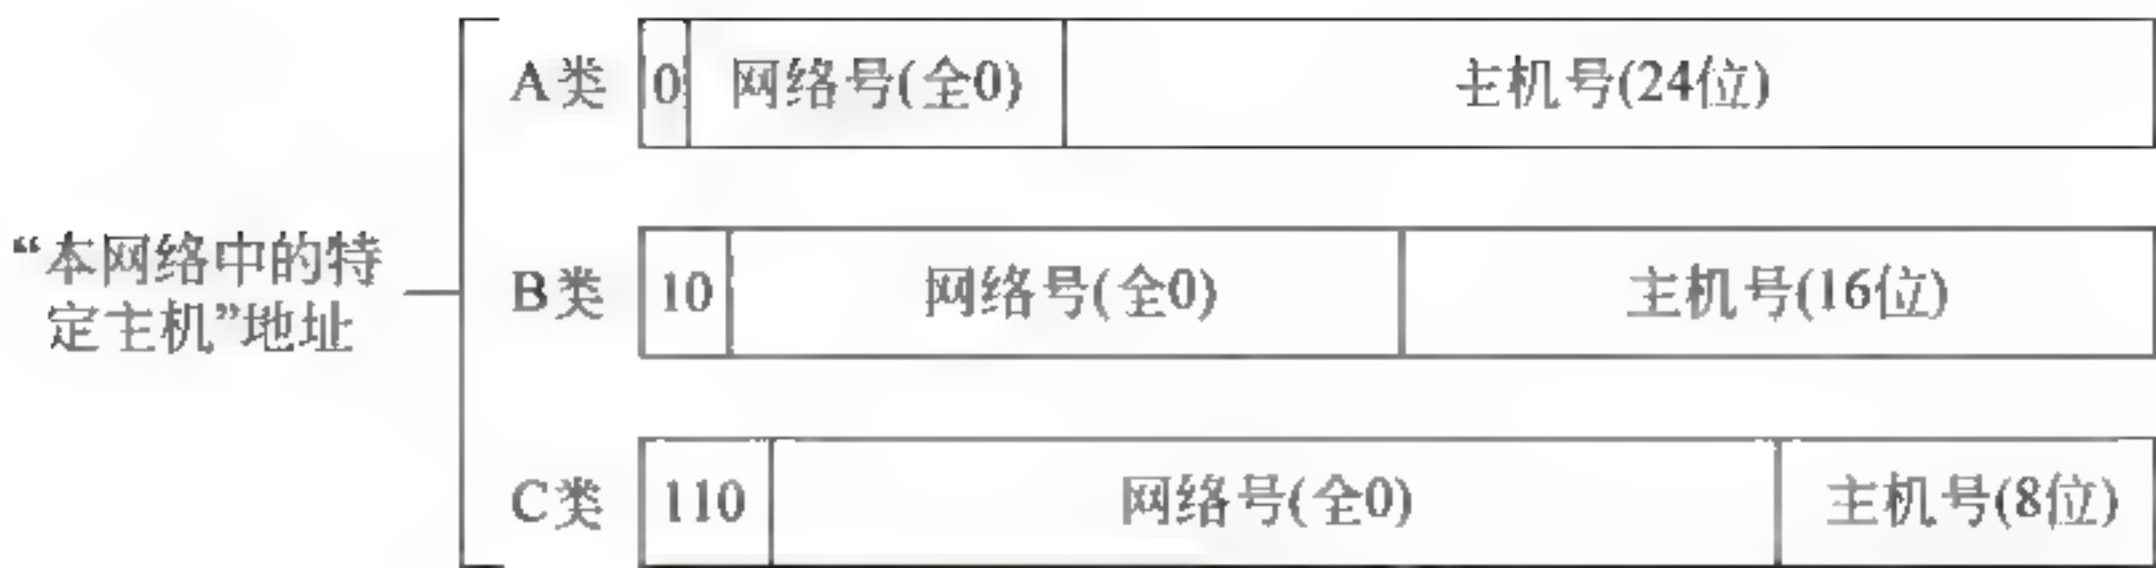 A类 0 网络号(全0) 主机号(24位)
“本网络中的特
定主机”地址
B类 10 网络号(全0) 主机号(16位)
C类 110 网络号(全0) 主机号(8位)